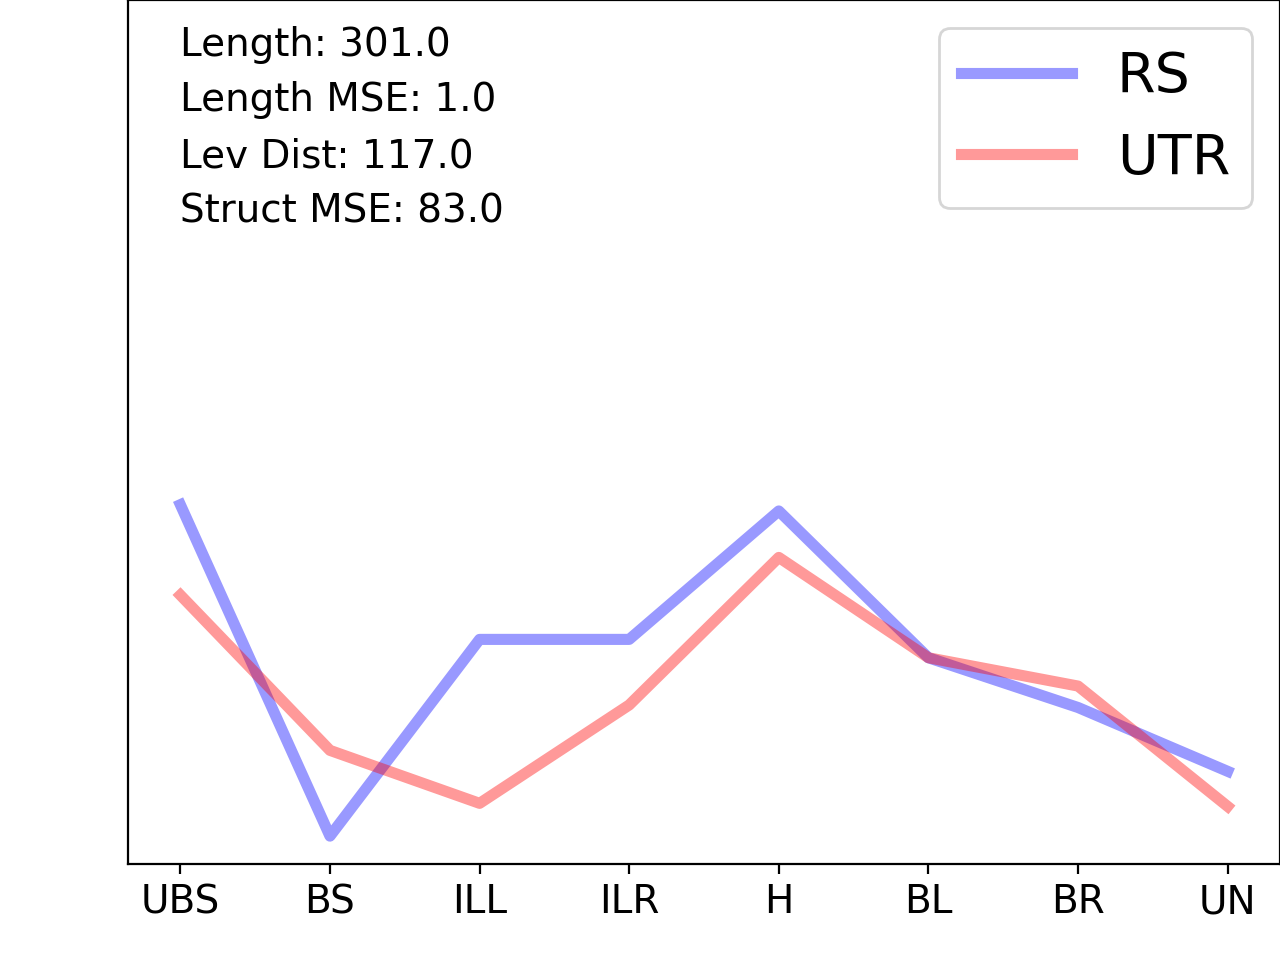 Length: 301.0
Length MSE: 1.0
Lev Dist: 117.0
Struct MSE: 83.0
RS
UTR
UBS BS ILL ILR H BL BR UN